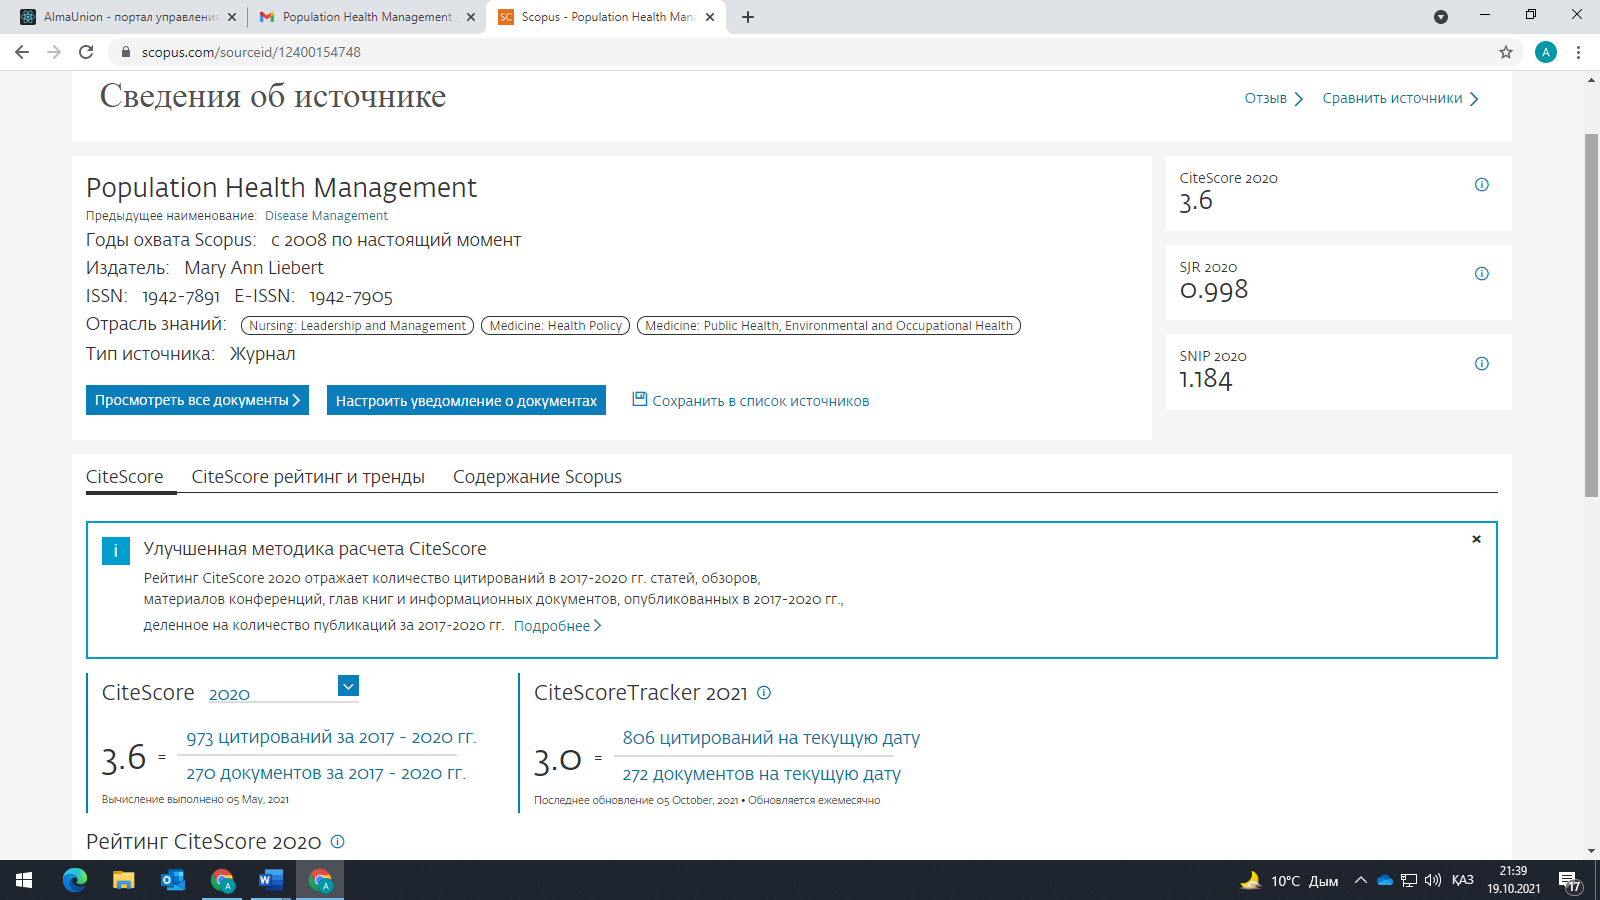 AlmaUnion - портал управления
Population Health Management -
Scopus - Population Health Man
scopus.com/sourceid/12400154748
A
Сведения об источнике
Отзыв
Сравнить источники
Population Health Management
Предыдущее наименование: Disease Management
Годы охвата Scopus: с 2008 по настоящий момент
Издатель: Mary Ann Liebert
ISSN: 1942-7891 E-ISSN: 1942-7905
Отрасль знаний: Nursing: Leadership and Management Medicine: Health Policy Medicine: Public Health, Environmental and Occupational Health
Тип источника: Журнал
Просмотреть все документы
Настроить уведомление о документах
Сохранить в список источников
CiteScore 2020
3.6
SJR 2020
0.998
SNIP 2020
1.184
CiteScore CiteScore рейтинг и тренды Содержание Scopus
i Улучшенная методика расчета CiteScore
Рейтинг CiteScore 2020 отражает количество цитирований в 2017-2020 гг. статей, обзоров,
материалов конференций, глав книг и информационных документов, опубликованных в 2017-2020 гг.,
деленное на количество публикаций за 2017-2020 гг. Подробнее
CiteScore 2020
973 цитирований за 2017 - 2020 гг.
3.6 =
270 документов за 2017 - 2020 гг.
Вычисление выполнено 05 May, 2021
CiteScoreTracker 2021
806 цитирований на текущую дату
3.0 =
272 документов на текущую дату
Последнее обновление 05 October, 2021 • Обновляется ежемесячно
Рейтинг CiteScore 2020
10°C Дым
ҚАЗ
21:39
19.10.2021
17